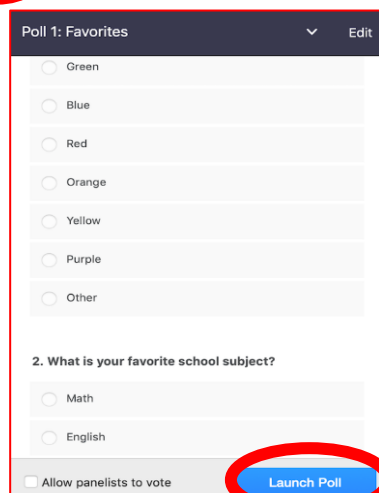 Poll 1: Favorites Edit
Green
Blue
Red
Orange
Yellow
Purple
Other
2. What is your favorite school subject?
Math
English
Allow panelists to vote Launch Poll